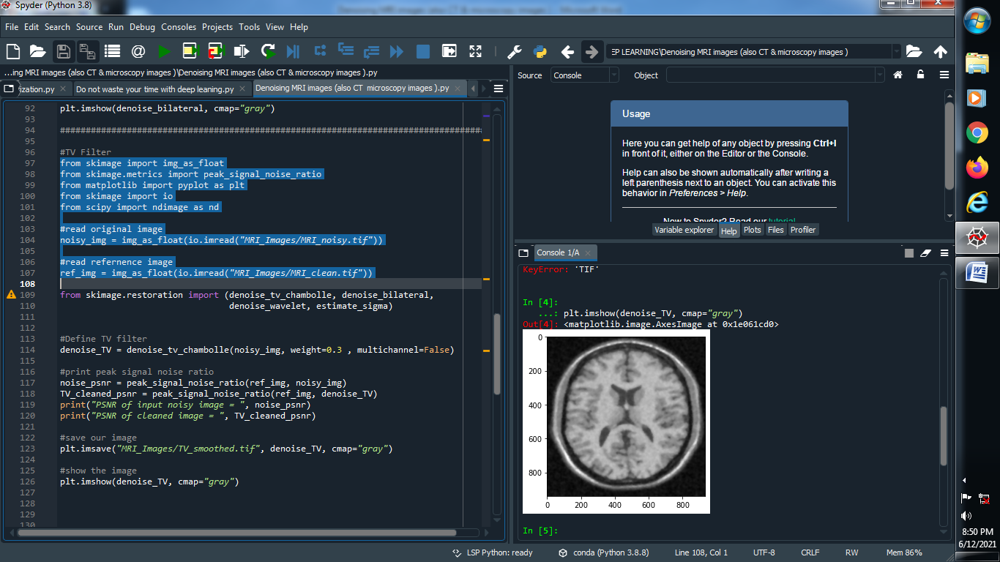 Spyder (Python 3.8)
File Edit Search Source Run Debug Consoles Projects Tools View Help
EP LEARNING\Denoising MRI images (also CT & microscopy images )
...ing MRI images (also CT & microscopy images )\Denoising MRI images (also CT & microscopy images ).py
ization.py Do not waste your time with deep leaning.py Denoising MRI images (also CT microscopy images ).py
92 plt.imshow(denoise_bilateral, cmap="gray")
93
94 ##################################################################################
95
96 #TV Filter
97 from skimage import img_as_float
98 from skimage.metrics import peak_signal_noise_ratio
99 from matplotlib import pyplot as plt
100 from skimage import io
101 from scipy import ndimage as nd
102
103 #read original image
104 noisy_img = img_as_float(io.imread("MRI_Images/MRI_noisy.tif"))
105
106 #read refernence image
107 ref_img = img_as_float(io.imread("MRI_Images/MRI_clean.tif"))
108
109 from skimage.restoration import (denoise_tv_chambolle, denoise_bilateral,
110 denoise_wavelet, estimate_sigma)
111
112
113 #Define TV filter
114 denoise_TV = denoise_tv_chambolle(noisy_img, weight=0.3 , multichannel=False)
115
116 #print peak signal noise ratio
117 noise_psnr = peak_signal_noise_ratio(ref_img, noisy_img)
118 TV_cleaned_psnr = peak_signal_noise_ratio(ref_img, denoise_TV)
119 print("PSNR of input noisy image = ", noise_psnr)
120 print("PSNR of cleaned image = ", TV_cleaned_psnr)
121
122 #save our image
123 plt.imsave("MRI_Images/TV_smoothed.tif", denoise_TV, cmap="gray")
124
125 #show the image
126 plt.imshow(denoise_TV, cmap="gray")
127
128
129
130
Source Console Object
Usage
Here you can get help of any object by pressing Ctrl+I
in front of it, either on the Editor or the Console.
Help can also be shown automatically after writing a
left parenthesis next to an object. You can activate this
behavior in Preferences > Help.
New to Spyder? Read our tutorial
Variable explorer Help Plots Files Profiler
Console 1/A
KeyError: 'TIF'
In [4]:
...: plt.imshow(denoise_TV, cmap="gray")
Out[4]: <matplotlib.image.AxesImage at 0x1e061cd0>
0
200
400
600
800
0 200 400 600 800
In [5]:
LSP Python: ready conda (Python 3.8.8) Line 108, Col 1 UTF-8 CRLF RW Mem 86%
8:50 PM
6/12/2021